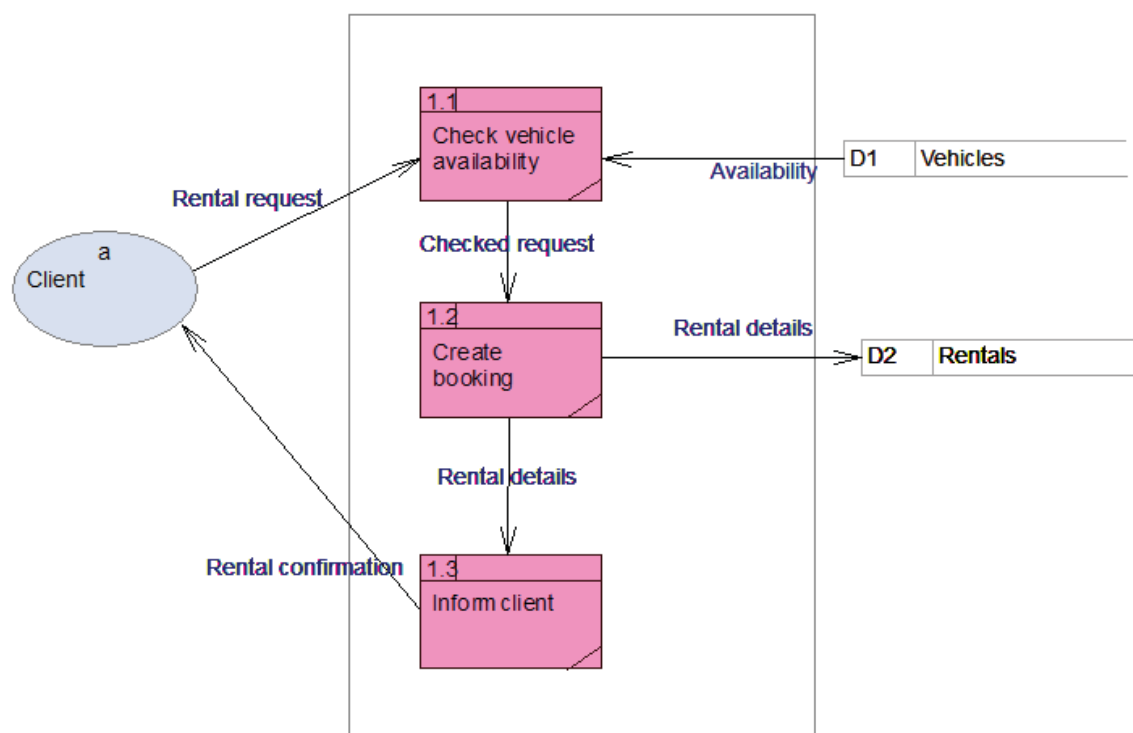 1.1
Check vehicle
availability
D1 Vehicles
Availability
Rental request
Checked request
a
Client
1.2
Create
booking
Rental details
D2 Rentals
Rental details
Rental confirmation
1.3
Inform client